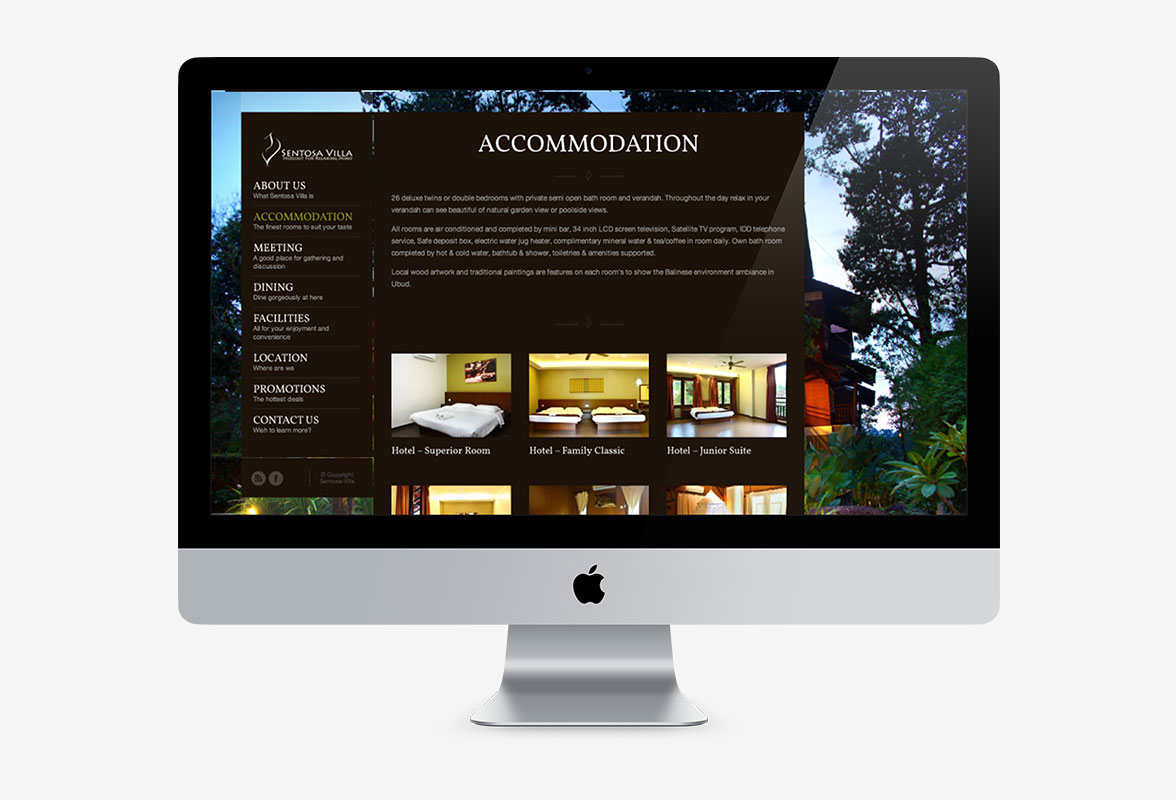 SENTOSA VILLA
HIDEOUT FOR RELAXING MIND
ABOUT US
What Sentosa Villa Is
ACCOMMODATION
The finest rooms to suit your taste
MEETING
A good place for gathering and
discussion
DINING
Dine gorgeously at here
FACILITIES
All for your enjoyment and
convenience
LOCATION
Where are we
PROMOTIONS
The hottest deals
CONTACT US
Wish to learn more?
© Copyright
Sentosa-Villa
ACCOMMODATION
26 deluxe twins or double bedrooms with private semi open bath room and verandah. Throughout the day relax in your
verandah can see beautiful of natural garden view or poolside views.
All rooms are air conditioned and completed by mini bar, 34 inch LCD screen television, Satellite TV program, IDD telephone
service, Safe deposit box, electric water jug heater, complimentary mineral water & tea/coffee in room daily. Own bath room
completed by hot & cold water, bathtub & shower, toiletries & amenities supported.
Local wood artwork and traditional paintings are features on each room's to show the Balinese environment ambiance in
Ubud.
Hotel – Superior Room
Hotel – Family Classic
Hotel – Junior Suite